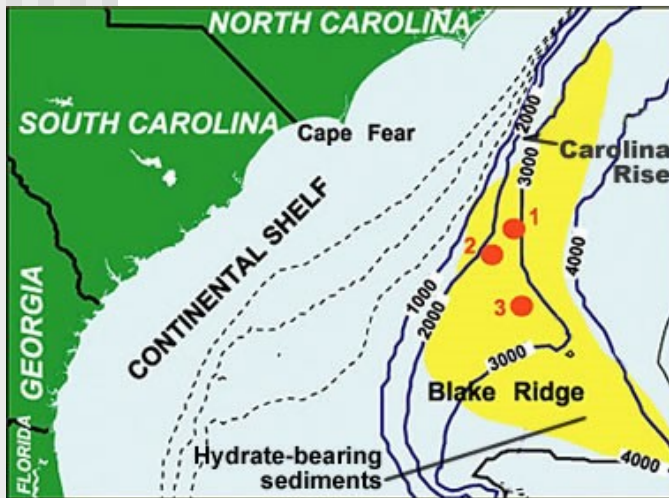 NORTH CAROLINA
SOUTH CAROLINA
Cape Fear
2000
Carolina
Rise
3000
CONTINENTAL SHELF
1
2
4000
1000
2000
3
GEORGIA
3000
Blake Ridge
FLORIDA
Hydrate-bearing
sediments
4000